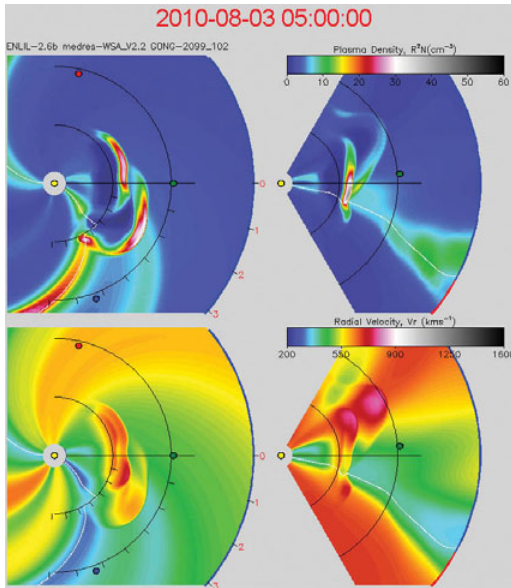 2010-08-03 05:00:00
ENLIL-2.6b medres-WSA_V2.2 GONG-2099_102
Plasma Density, R²N(cm⁻³)
0 10 20 30 40 50 60
0
1
2
3
Radial Velocity, Vr (kms⁻¹)
200 550 900 1250 1600
0
1
2
3